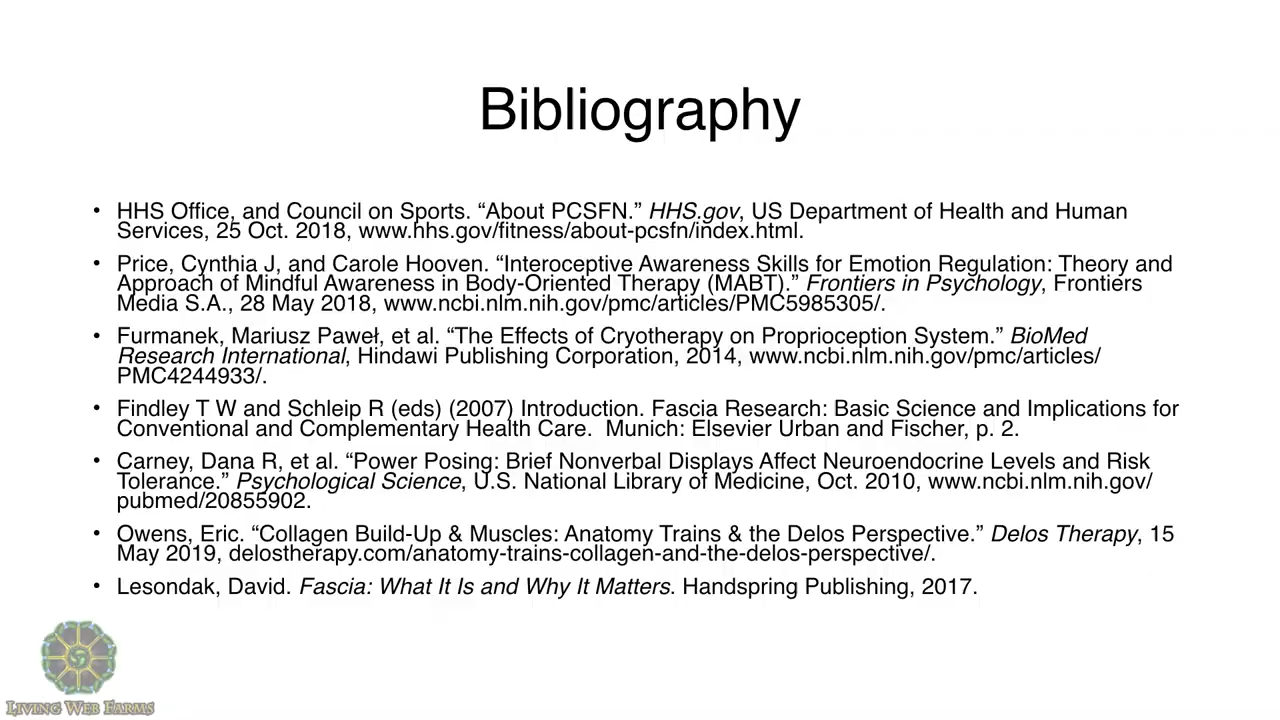 Bibliography
• HHS Office, and Council on Sports. “About PCSFN.” HHS.gov, US Department of Health and Human
Services, 25 Oct. 2018, www.hhs.gov/fitness/about-pcsfn/index.html.
• Price, Cynthia J, and Carole Hooven. “Interoceptive Awareness Skills for Emotion Regulation: Theory and
Approach of Mindful Awareness in Body-Oriented Therapy (MABT).” Frontiers in Psychology, Frontiers
Media S.A., 28 May 2018, www.ncbi.nlm.nih.gov/pmc/articles/PMC5985305/.
• Furmanek, Mariusz Paweł, et al. “The Effects of Cryotherapy on Proprioception System.” BioMed
Research International, Hindawi Publishing Corporation, 2014, www.ncbi.nlm.nih.gov/pmc/articles/
PMC4244933/.
• Findley T W and Schleip R (eds) (2007) Introduction. Fascia Research: Basic Science and Implications for
Conventional and Complementary Health Care.  Munich: Elsevier Urban and Fischer, p. 2.
• Carney, Dana R, et al. “Power Posing: Brief Nonverbal Displays Affect Neuroendocrine Levels and Risk
Tolerance.” Psychological Science, U.S. National Library of Medicine, Oct. 2010, www.ncbi.nlm.nih.gov/
pubmed/20855902.
• Owens, Eric. “Collagen Build-Up & Muscles: Anatomy Trains & the Delos Perspective.” Delos Therapy, 15
May 2019, delostherapy.com/anatomy-trains-collagen-and-the-delos-perspective/.
• Lesondak, David. Fascia: What It Is and Why It Matters. Handspring Publishing, 2017.
Living Web Farms